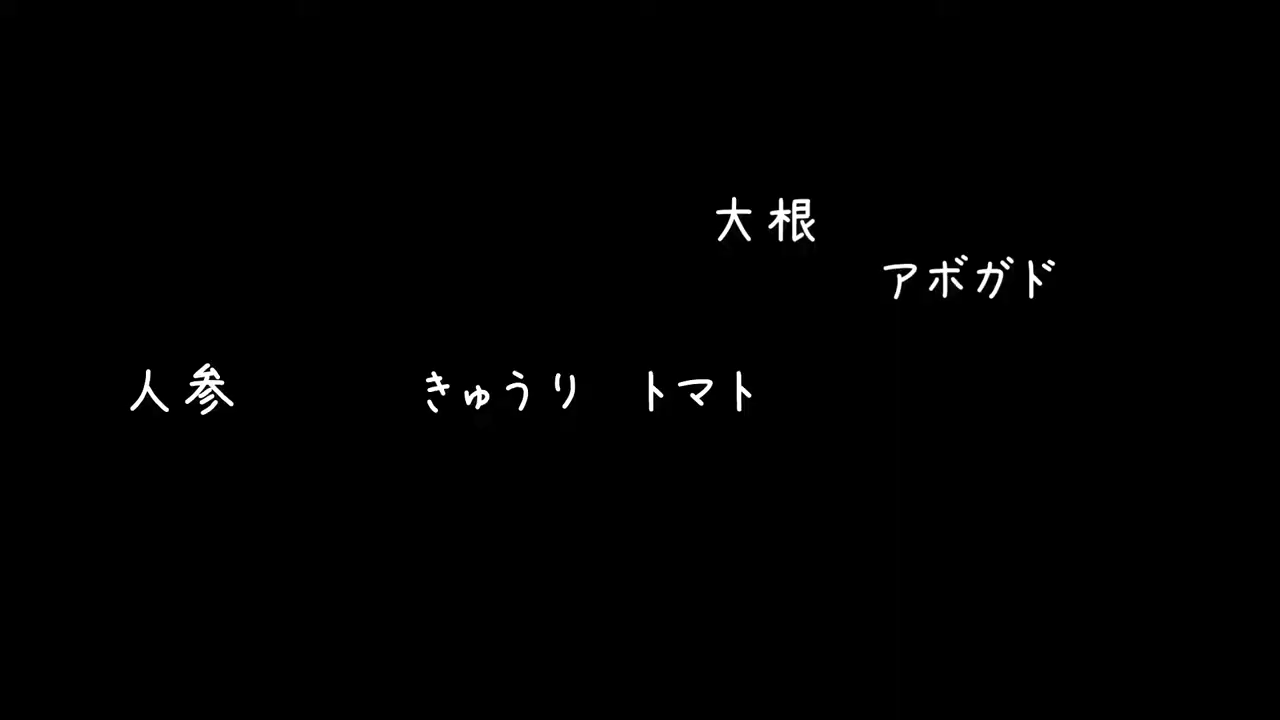 大根
アボガド
人参 きゅうり トマト